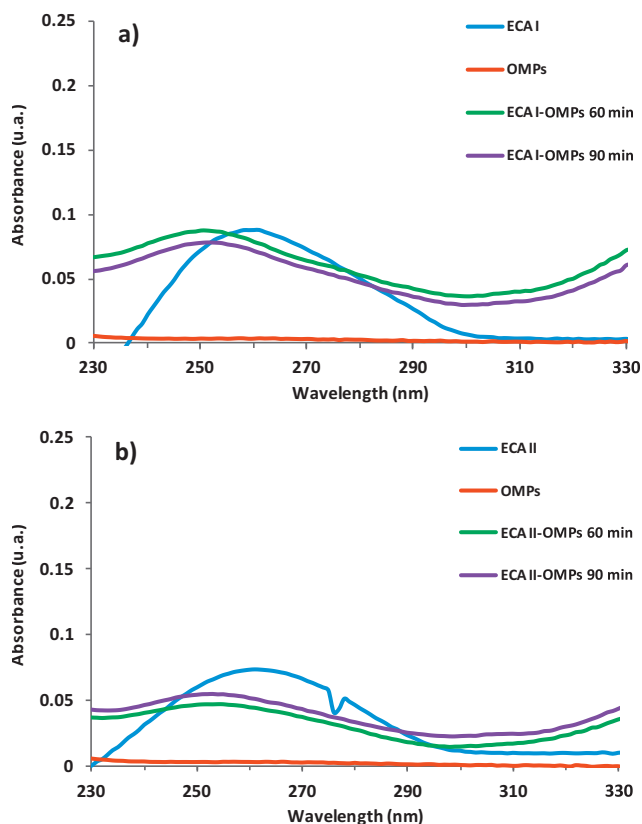 a)
ECA I
OMPs
ECA I-OMPs 60 min
ECA I-OMPs 90 min
Absorbance (u.a.)
0.25
0.2
0.15
0.1
0.05
0
230 250 270 290 310 330
Wavelength (nm)
b)
ECA II
OMPs
ECA II-OMPs 60 min
ECA II-OMPs 90 min
Absorbance (u.a.)
0.25
0.2
0.15
0.1
0.05
0
230 250 270 290 310 330
Wavelength (nm)